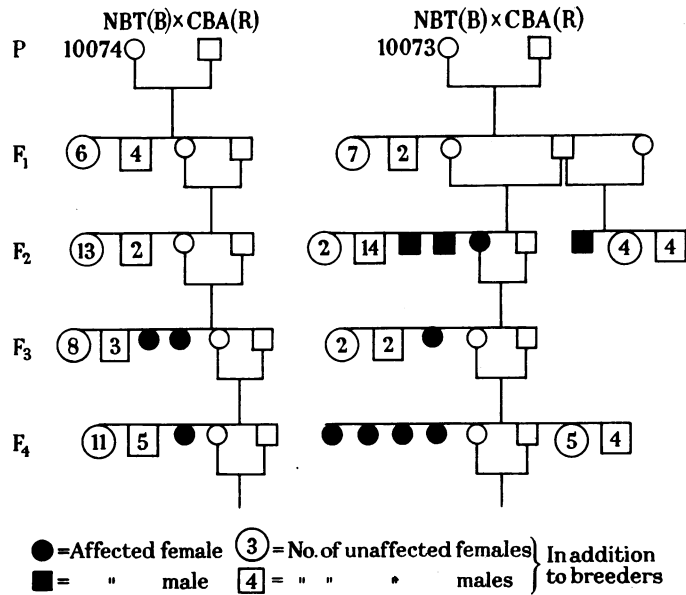 NBT(B)×CBA(R) NBT(B)×CBA(R)
P 10074 10073
F₁ 6 4 7 2
F₂ 13 2 2 14 4 4
F₃ 8 3 2 2
F₄ 11 5 5 4
=Affected female 3 =No. of unaffected females
= " male 4 = " " " males
In addition
to breeders